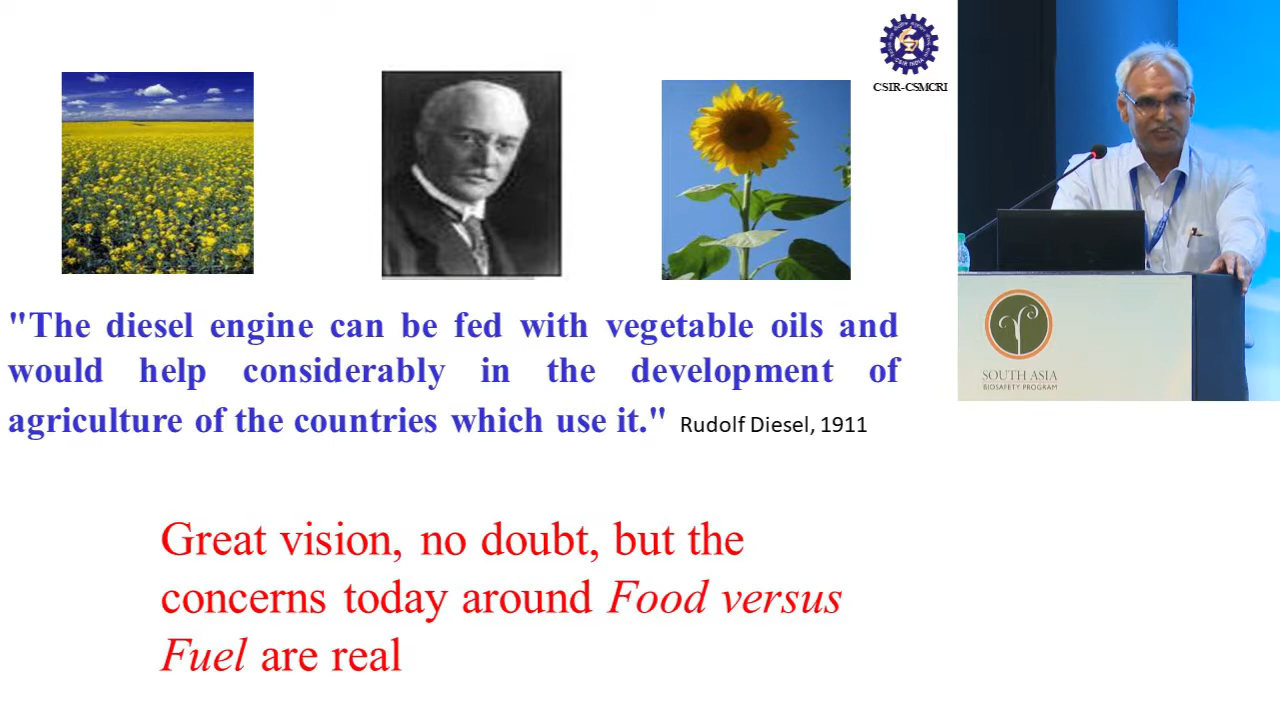 CSIR INDIA
CSIR-CSMCRI
"The diesel engine can be fed with vegetable oils and
would help considerably in the development of
agriculture of the countries which use it." Rudolf Diesel, 1911
Great vision, no doubt, but the
concerns today around Food versus
Fuel are real
SOUTH ASIA
BIOSAFETY PROGRAM